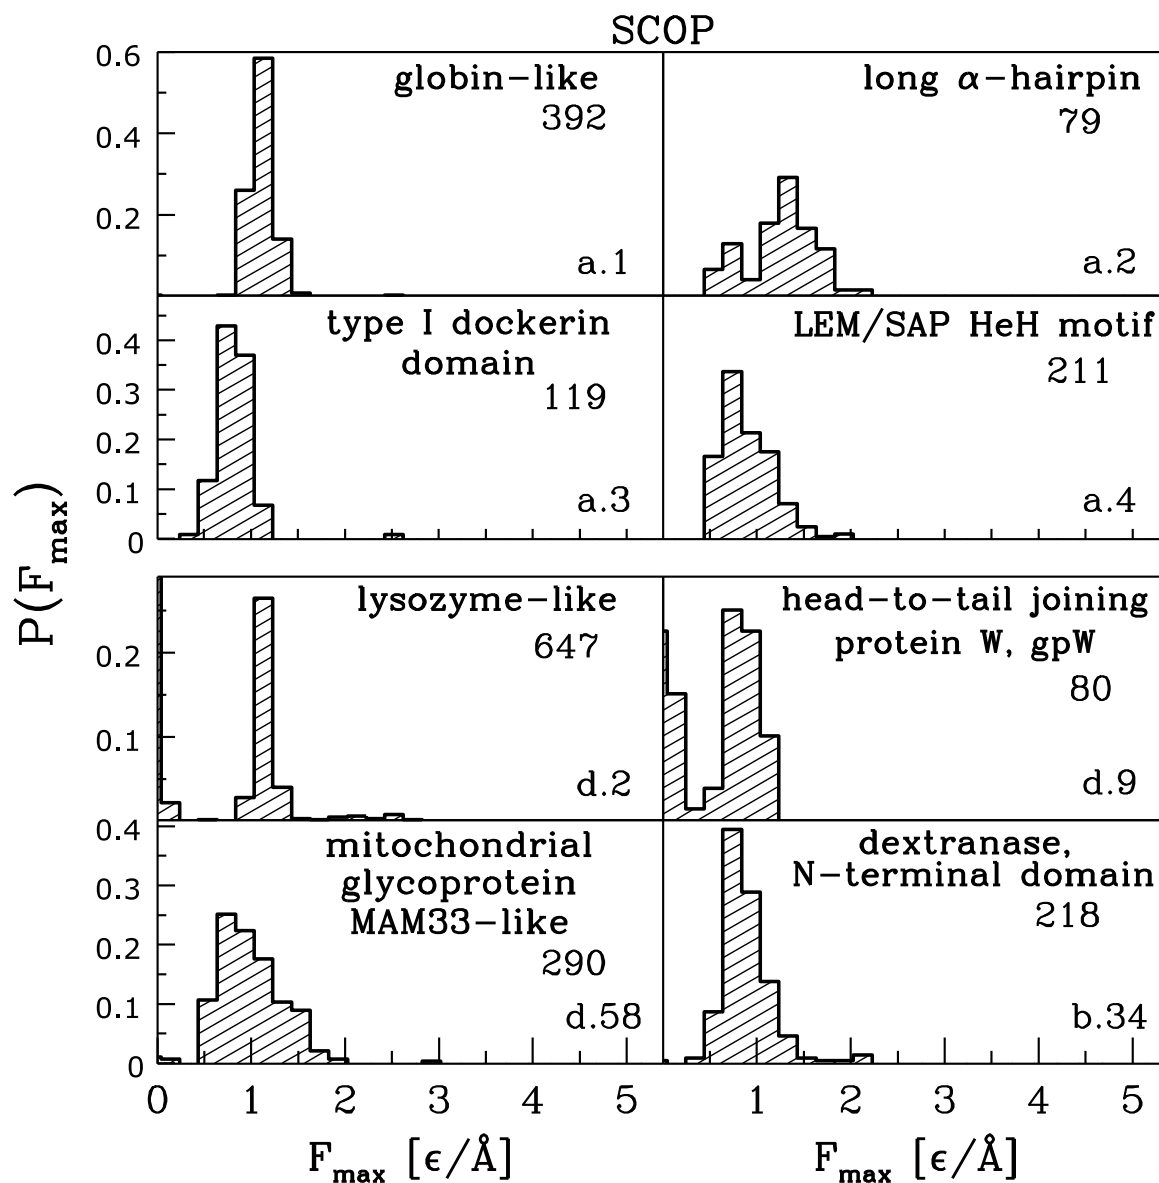 SCOP
0.6
0.4
0.2
globin-like
392
a.1
long α-hairpin
79
a.2
0.4
0.3
0.2
0.1
0
type I dockerin
domain
119
a.3
LEM/SAP HeH motif
211
a.4
P(Fmax)
0.2
0.1
lysozyme-like
647
d.2
head-to-tail joining
protein W, gpW
80
d.9
0.4
0.3
0.2
0.1
0
mitochondrial
glycoprotein
MAM33-like
290
d.58
dextranase,
N-terminal domain
218
b.34
0 1 2 3 4 5
1 2 3 4 5
Fmax [ϵ/Å]
Fmax [ϵ/Å]